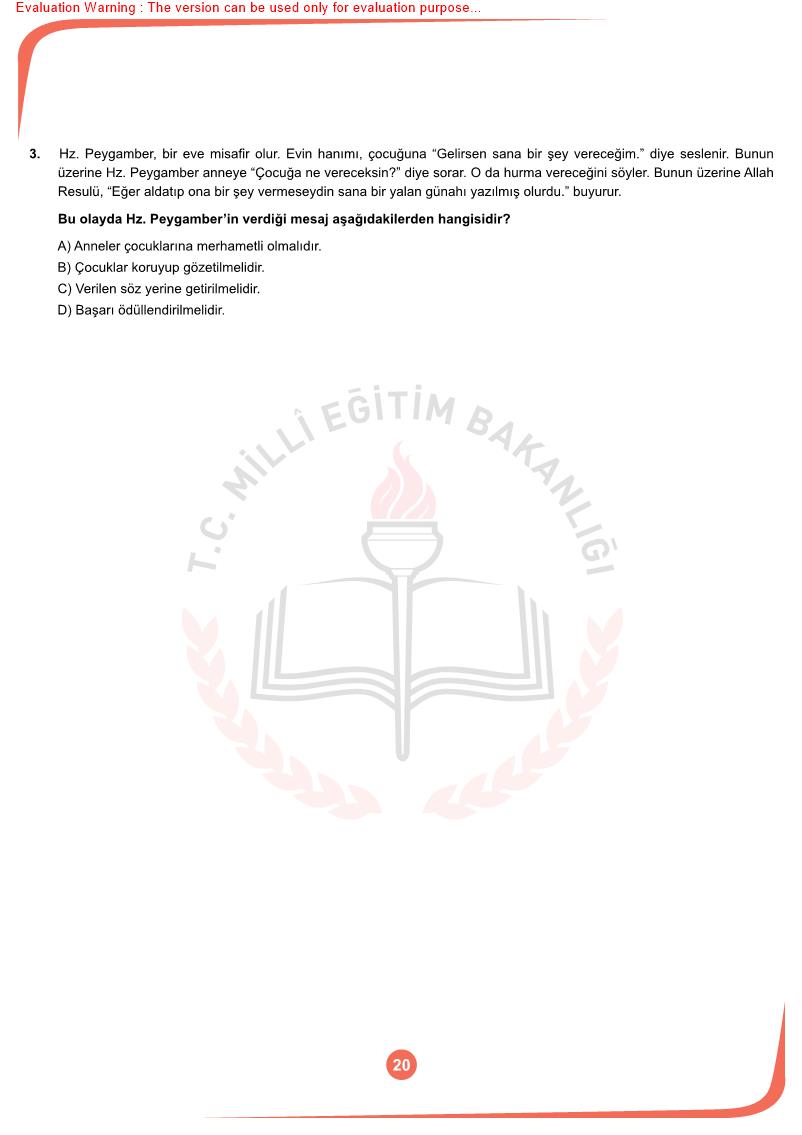 Evaluation Warning : The version can be used only for evaluation purpose...
3. Hz. Peygamber, bir eve misafir olur. Evin hanımı, çocuğuna “Gelirsen sana bir şey vereceğim.” diye seslenir. Bunun
üzerine Hz. Peygamber anneye “Çocuğa ne vereceksin?” diye sorar. O da hurma vereceğini söyler. Bunun üzerine Allah
Resulü, “Eğer aldatıp ona bir şey vermeseydin sana bir yalan günahı yazılmış olurdu.” buyurur.
Bu olayda Hz. Peygamber’in verdiği mesaj aşağıdakilerden hangisidir?
A) Anneler çocuklarına merhametli olmalıdır.
B) Çocuklar koruyup gözetilmelidir.
C) Verilen söz yerine getirilmelidir.
D) Başarı ödüllendirilmelidir.
T.C. MİLLÎ EĞİTİM BAKANLIĞI
20